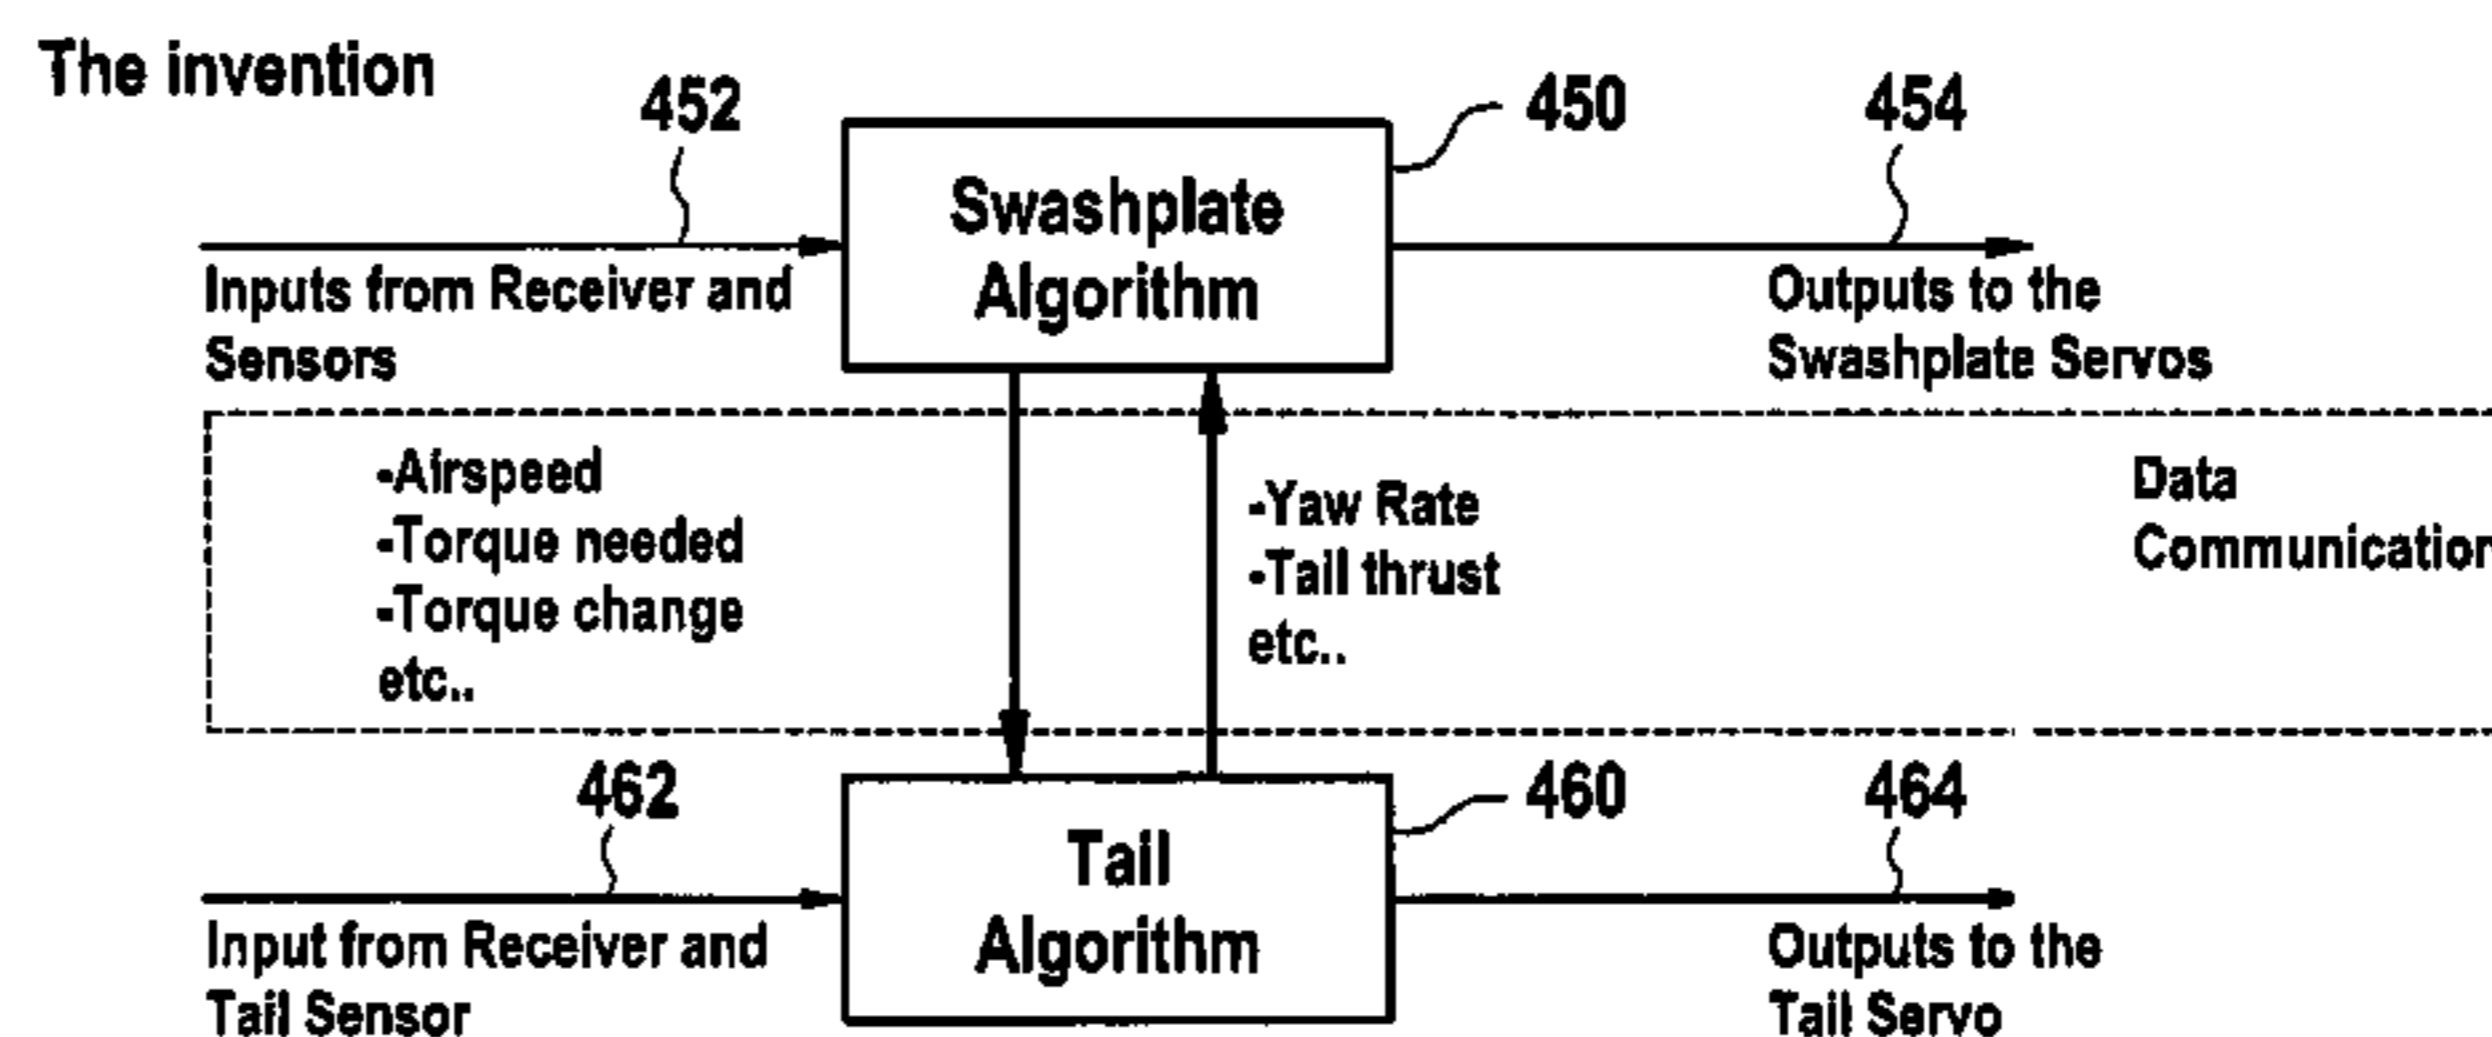 The invention
452
450
454
Swashplate
Algorithm
Inputs from Receiver and
Sensors
Outputs to the
Swashplate Servos
-Airspeed
-Torque needed
-Torque change
etc..
-Yaw Rate
-Tail thrust
etc..
Data
Communication
462
460
464
Tail
Algorithm
Input from Receiver and
Tail Sensor
Outputs to the
Tail Servo